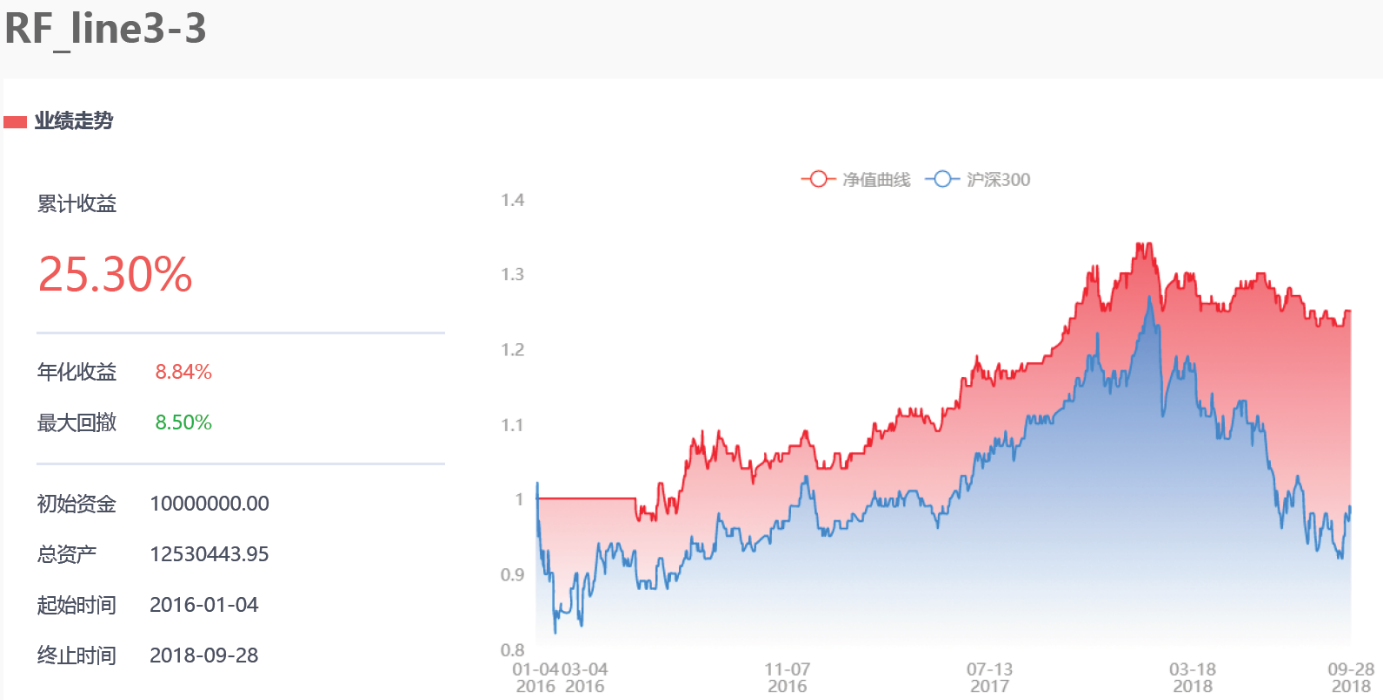 RF_line3-3
业绩走势
累计收益
25.30%
年化收益 8.84%
最大回撤 8.50%
初始资金 10000000.00
总资产 12530443.95
起始时间 2016-01-04
终止时间 2018-09-28
净值曲线 沪深300
1.4
1.3
1.2
1.1
1
0.9
0.8
01-04 03-04 11-07 07-13 03-18 09-28
2016 2016 2016 2017 2018 2018